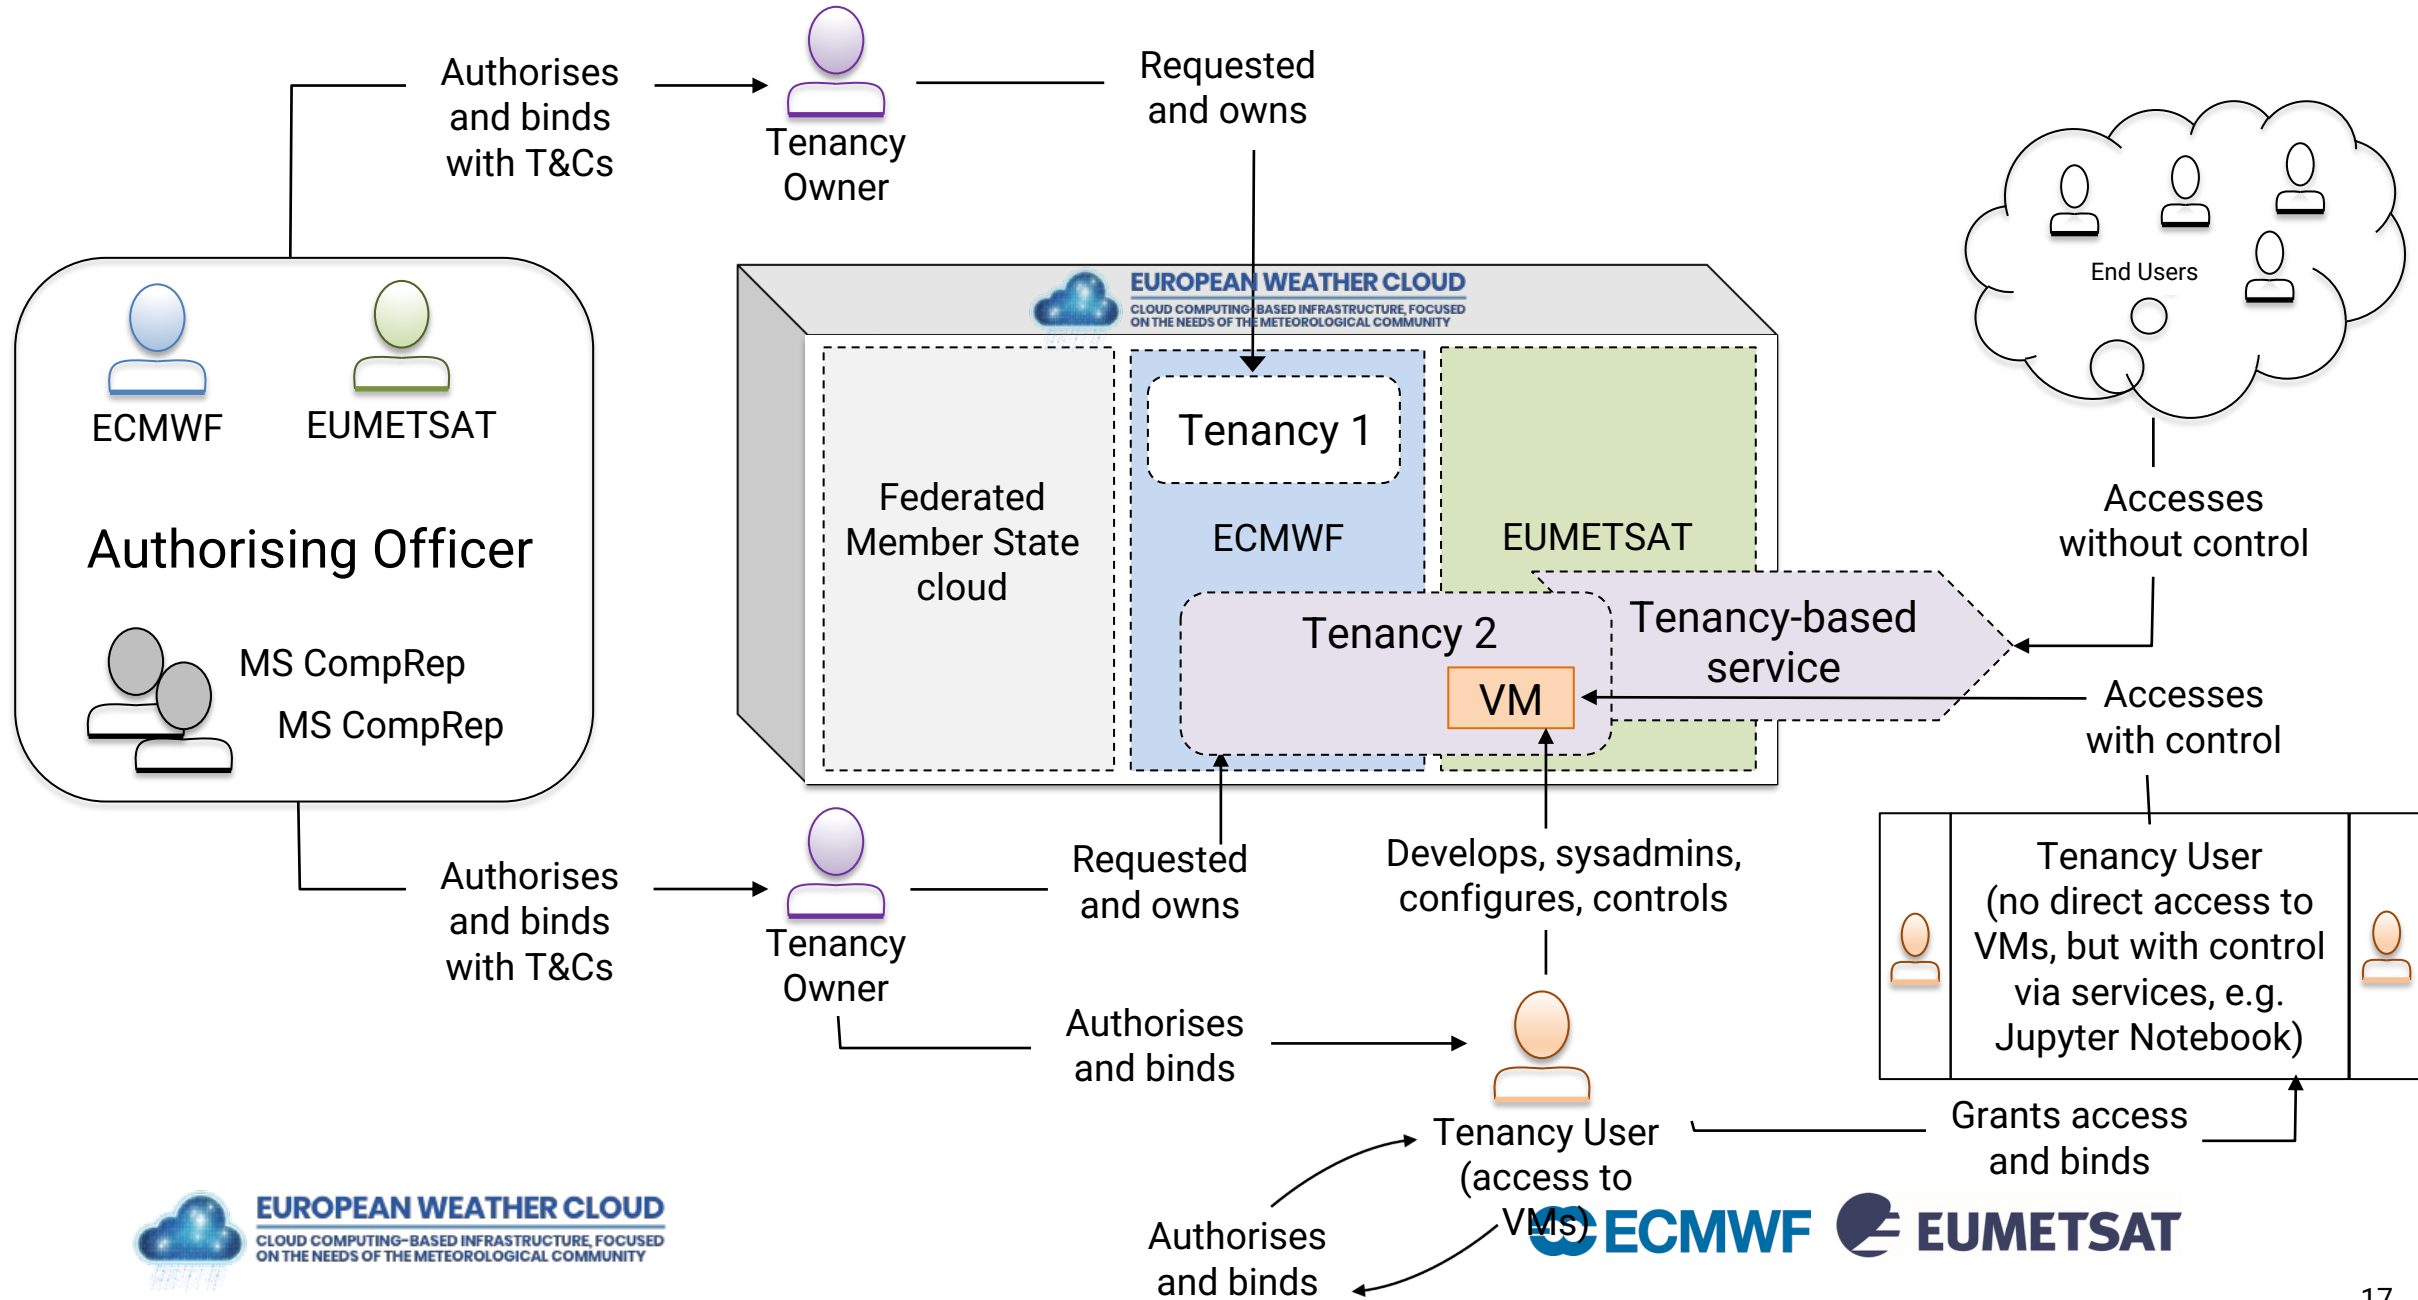 Authorises
and binds
with T&Cs
Tenancy
Owner
Requested
and owns
End Users
ECMWF
EUMETSAT
Authorising Officer
MS CompRep
MS CompRep
EUROPEAN WEATHER CLOUD
CLOUD COMPUTING-BASED INFRASTRUCTURE, FOCUSED
ON THE NEEDS OF THE METEOROLOGICAL COMMUNITY
Federated
Member State
cloud
Tenancy 1
ECMWF
EUMETSAT
Tenancy 2
VM
Tenancy-based
service
Accesses
without control
Accesses
with control
Authorises
and binds
with T&Cs
Tenancy
Owner
Requested
and owns
Develops, sysadmins,
configures, controls
Tenancy User
(no direct access to
VMs, but with control
via services, e.g.
Jupyter Notebook)
Authorises
and binds
Tenancy User
(access to
VMs)
Grants access
and binds
Authorises
and binds
EUROPEAN WEATHER CLOUD
CLOUD COMPUTING-BASED INFRASTRUCTURE, FOCUSED
ON THE NEEDS OF THE METEOROLOGICAL COMMUNITY
ECMWF
EUMETSAT
17